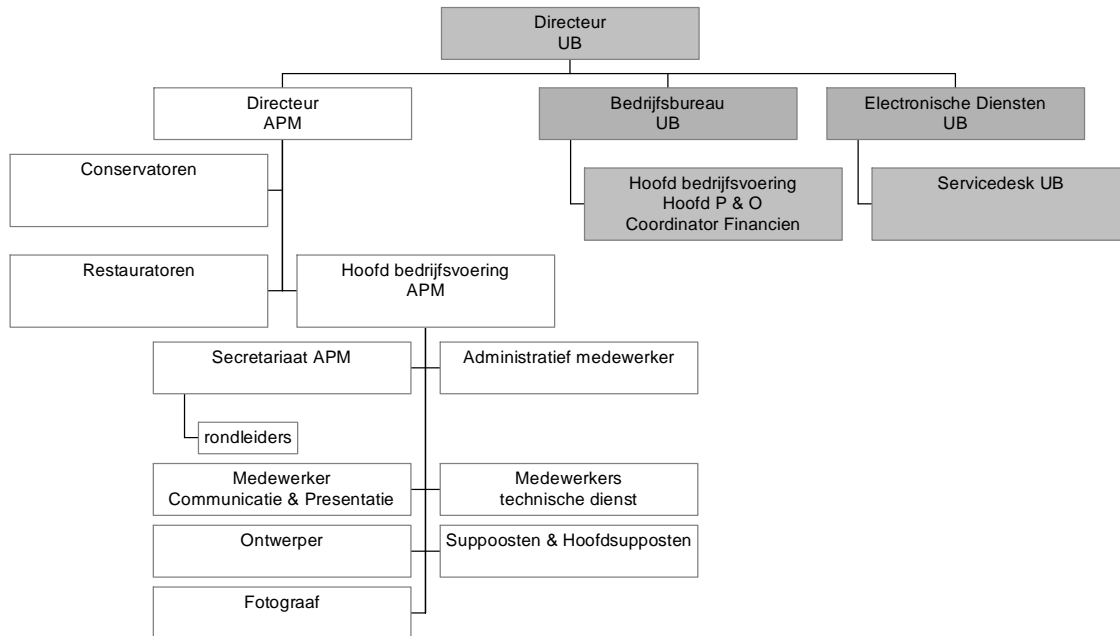 Directeur
UB
Directeur
APM
Bedrijfsbureau
UB
Electronische Diensten
UB
Conservatoren
Hoofd bedrijfsvoering
Hoofd P & O
Coordinator Financien
Servicedesk UB
Restauratoren
Hoofd bedrijfsvoering
APM
Secretariaat APM
Administratief medewerker
rondleiders
Medewerker
Communicatie & Presentatie
Medewerkers
technische dienst
Ontwerper
Suppoosten & Hoofdsupposten
Fotograaf